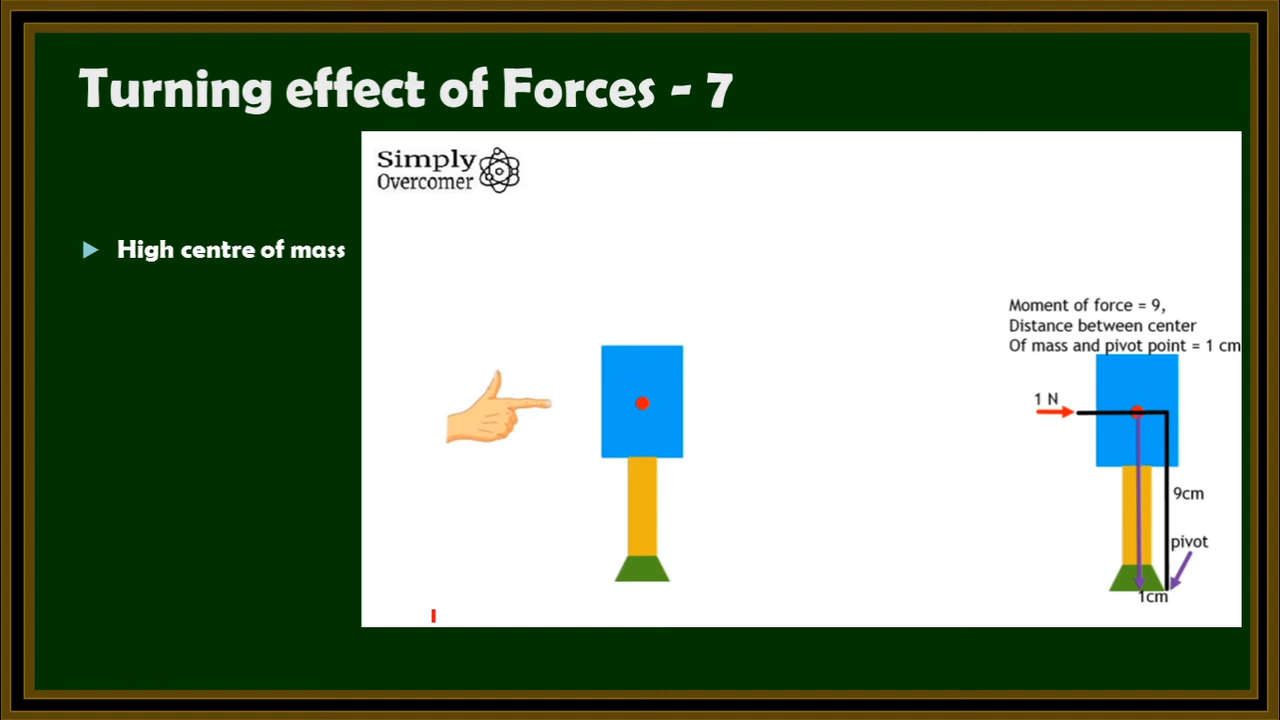 Turning effect of Forces - 7
Simply
Overcomer
High centre of mass
Moment of force = 9,
Distance between center
Of mass and pivot point = 1 cm
1 N
9cm
pivot
1cm